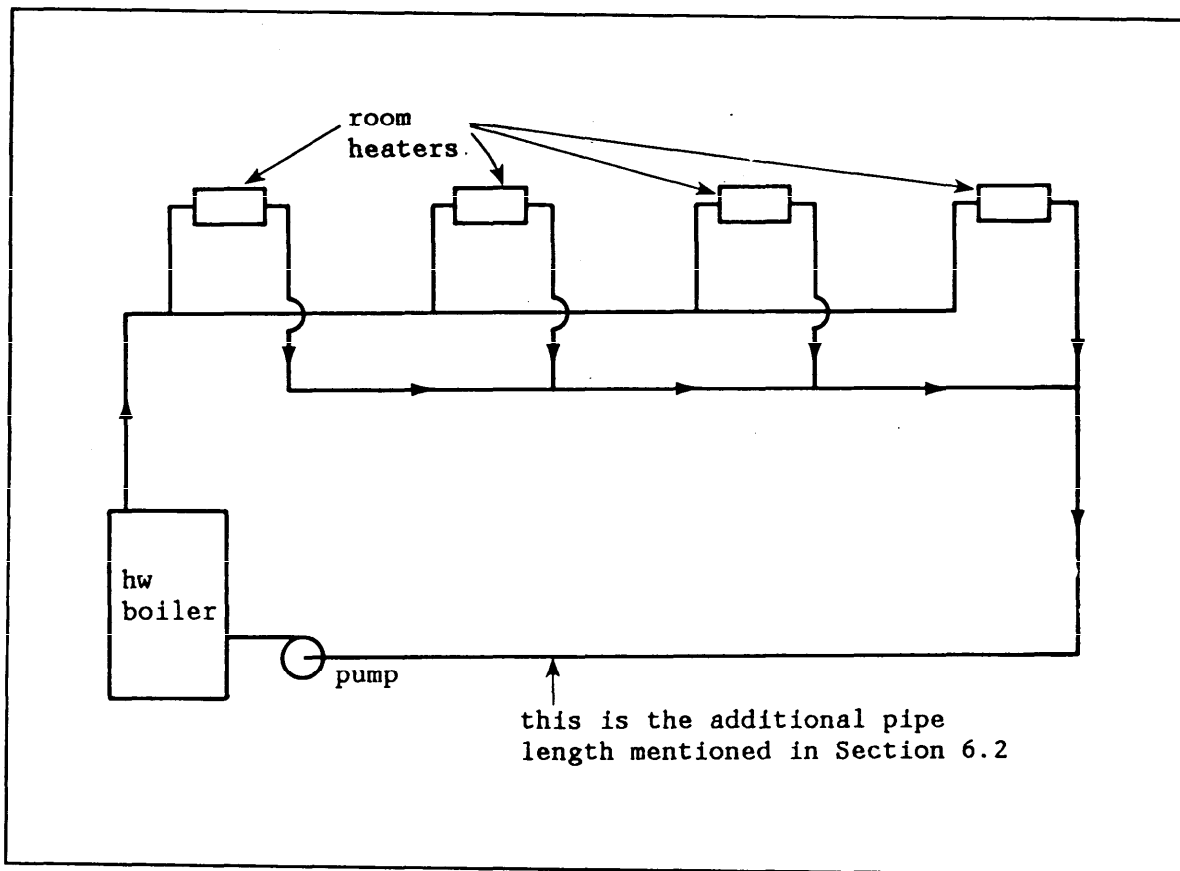 room
heaters
hw
boiler
pump
this is the additional pipe
length mentioned in Section 6.2